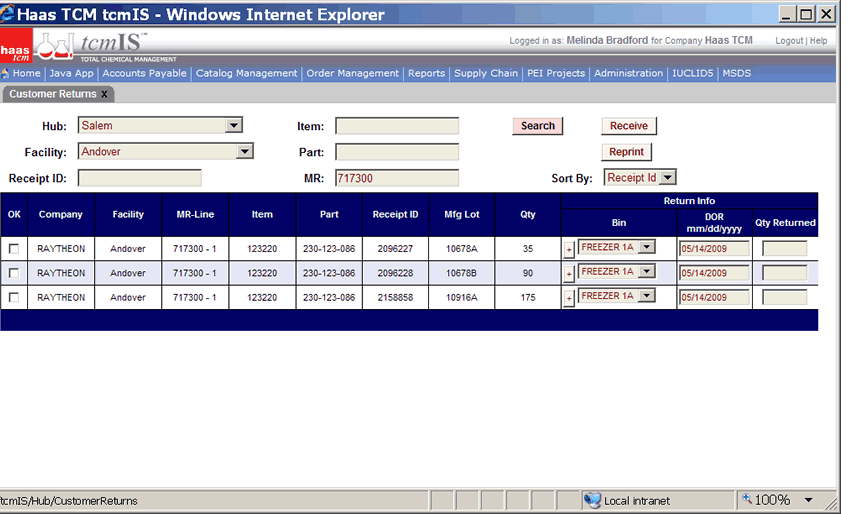 Haas TCM tcmIS - Windows Internet Explorer
haas tcm
tcmIS™
TOTAL CHEMICAL MANAGEMENT
Logged in as: Melinda Bradford for Company Haas TCM Logout | Help
Home | Java App | Accounts Payable | Catalog Management | Order Management | Reports | Supply Chain | PEI Projects | Administration | IUCLID5 | MSDS
Customer Returns x
Hub: Salem Item: Search Receive
Facility: Andover Part: Reprint
Receipt ID: MR: 717300 Sort By: Receipt Id
Return Info
OK Company Facility MR-Line Item Part Receipt ID Mfg Lot Qty Bin DOR mm/dd/yyyy Qty Returned
RAYTHEON Andover 717300 - 1 123220 230-123-086 2096227 10678A 35 + FREEZER 1A 05/14/2009
RAYTHEON Andover 717300 - 1 123220 230-123-086 2096228 10678B 90 + FREEZER 1A 05/14/2009
RAYTHEON Andover 717300 - 1 123220 230-123-086 2158858 10916A 175 + FREEZER 1A 05/14/2009
tcmIS/Hub/CustomerReturns Local intranet 100%